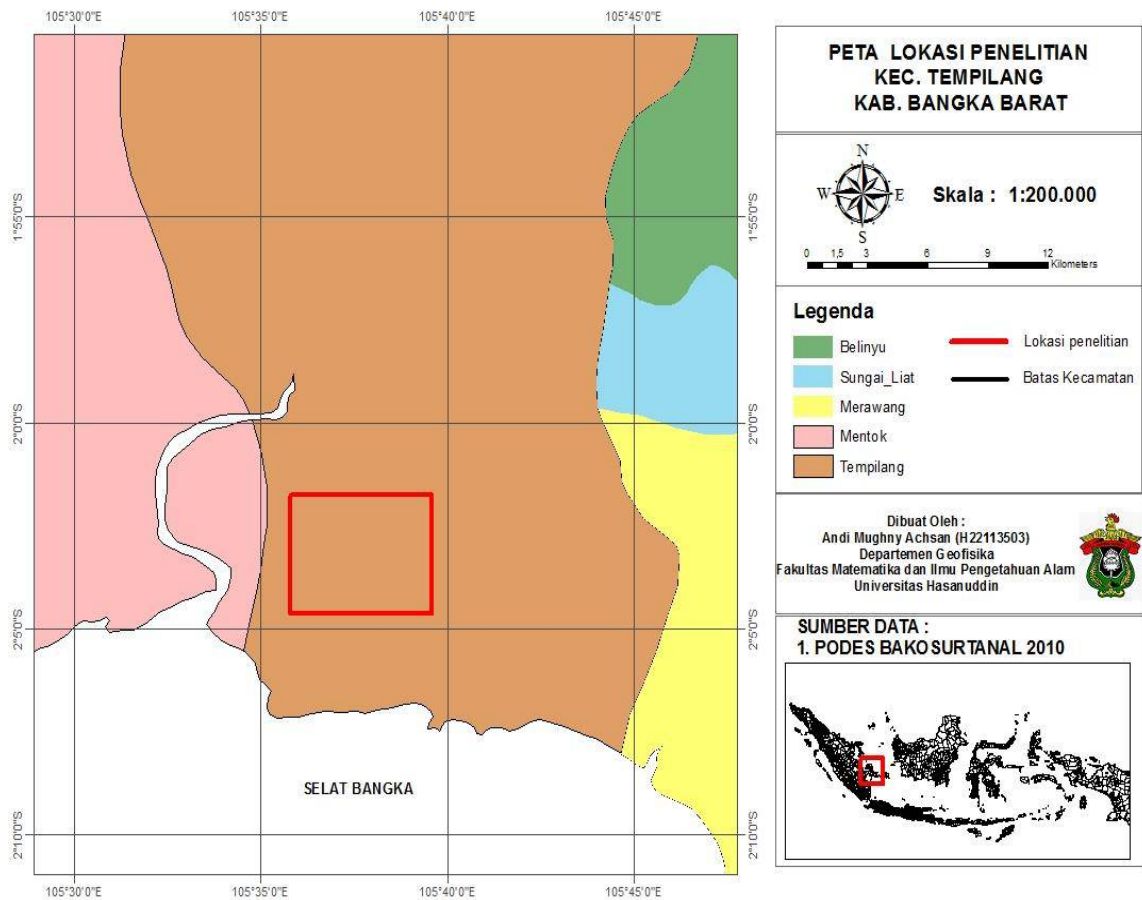 105°30'0"E 105°35'0"E 105°40'0"E 105°45'0"E
1°55'0"S
1°55'0"S
2°0'0"S
2°0'0"S
2°5'0"S
2°5'0"S
2°10'0"S
2°10'0"S
SELAT BANGKA
105°30'0"E 105°35'0"E 105°40'0"E 105°45'0"E
PETA LOKASI PENELITIAN
KEC. TEMPILANG
KAB. BANGKA BARAT
N
W E
S
Skala : 1:200.000
0 1,5 3 6 9 12
Kilometers
Legenda
Belinyu
Sungai_Liat
Merawang
Mentok
Tempilang
Lokasi penelitian
Batas Kecamatan
Dibuat Oleh :
Andi Mughny Achsan (H22113503)
Departemen Geofisika
Fakultas Matematika dan Ilmu Pengetahuan Alam
Universitas Hasanuddin
SUMBER DATA :
1. PODES BAKOSURTANAL 2010